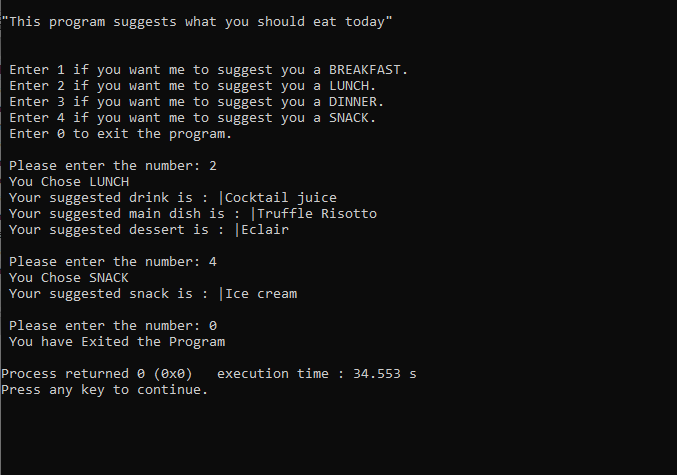 "This program suggests what you should eat today"
Enter 1 if you want me to suggest you a BREAKFAST.
Enter 2 if you want me to suggest you a LUNCH.
Enter 3 if you want me to suggest you a DINNER.
Enter 4 if you want me to suggest you a SNACK.
Enter 0 to exit the program.
Please enter the number: 2
You Chose LUNCH
Your suggested drink is : |Cocktail juice
Your suggested main dish is : |Truffle Risotto
Your suggested dessert is : |Eclair
Please enter the number: 4
You Chose SNACK
Your suggested snack is : |Ice cream
Please enter the number: 0
You have Exited the Program
Process returned 0 (0x0)   execution time : 34.553 s
Press any key to continue.